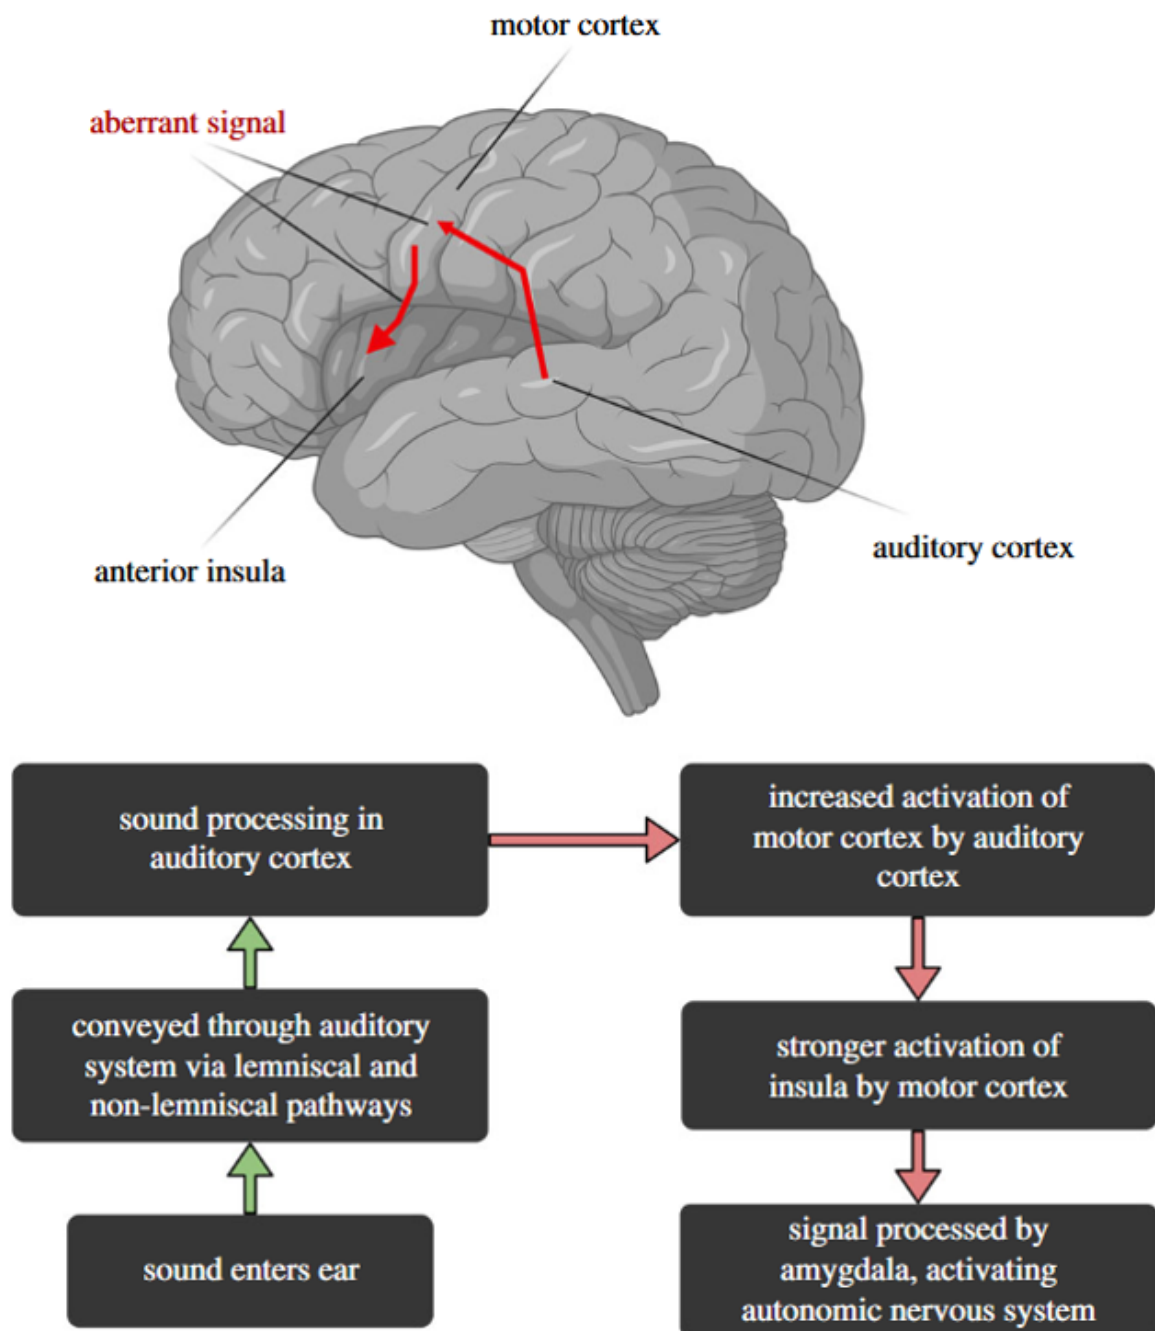 motor cortex
aberrant signal
anterior insula
auditory cortex
sound processing in
auditory cortex
increased activation of
motor cortex by auditory
cortex
conveyed through auditory
system via lemniscal and
non-lemniscal pathways
stronger activation of
insula by motor cortex
sound enters ear
signal processed by
amygdala, activating
autonomic nervous system